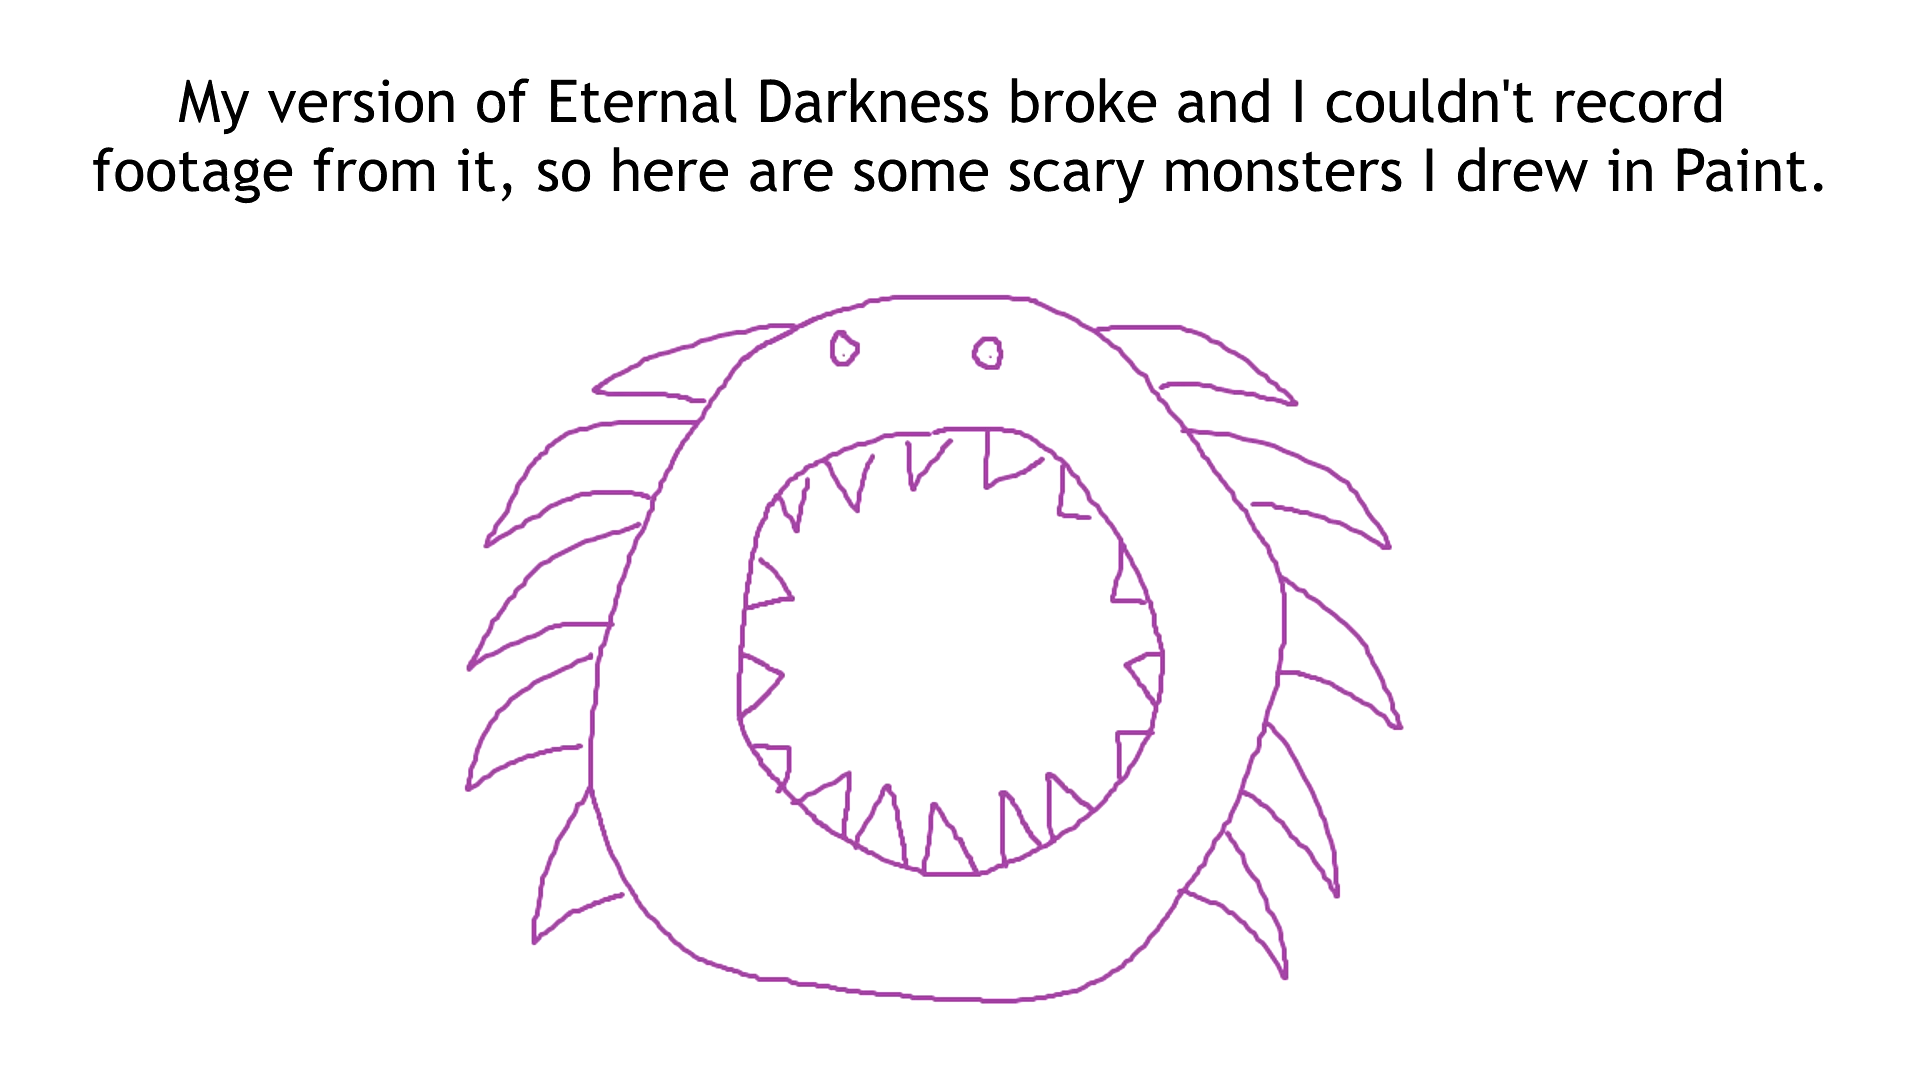 My version of Eternal Darkness broke and I couldn't record
footage from it, so here are some scary monsters I drew in Paint.